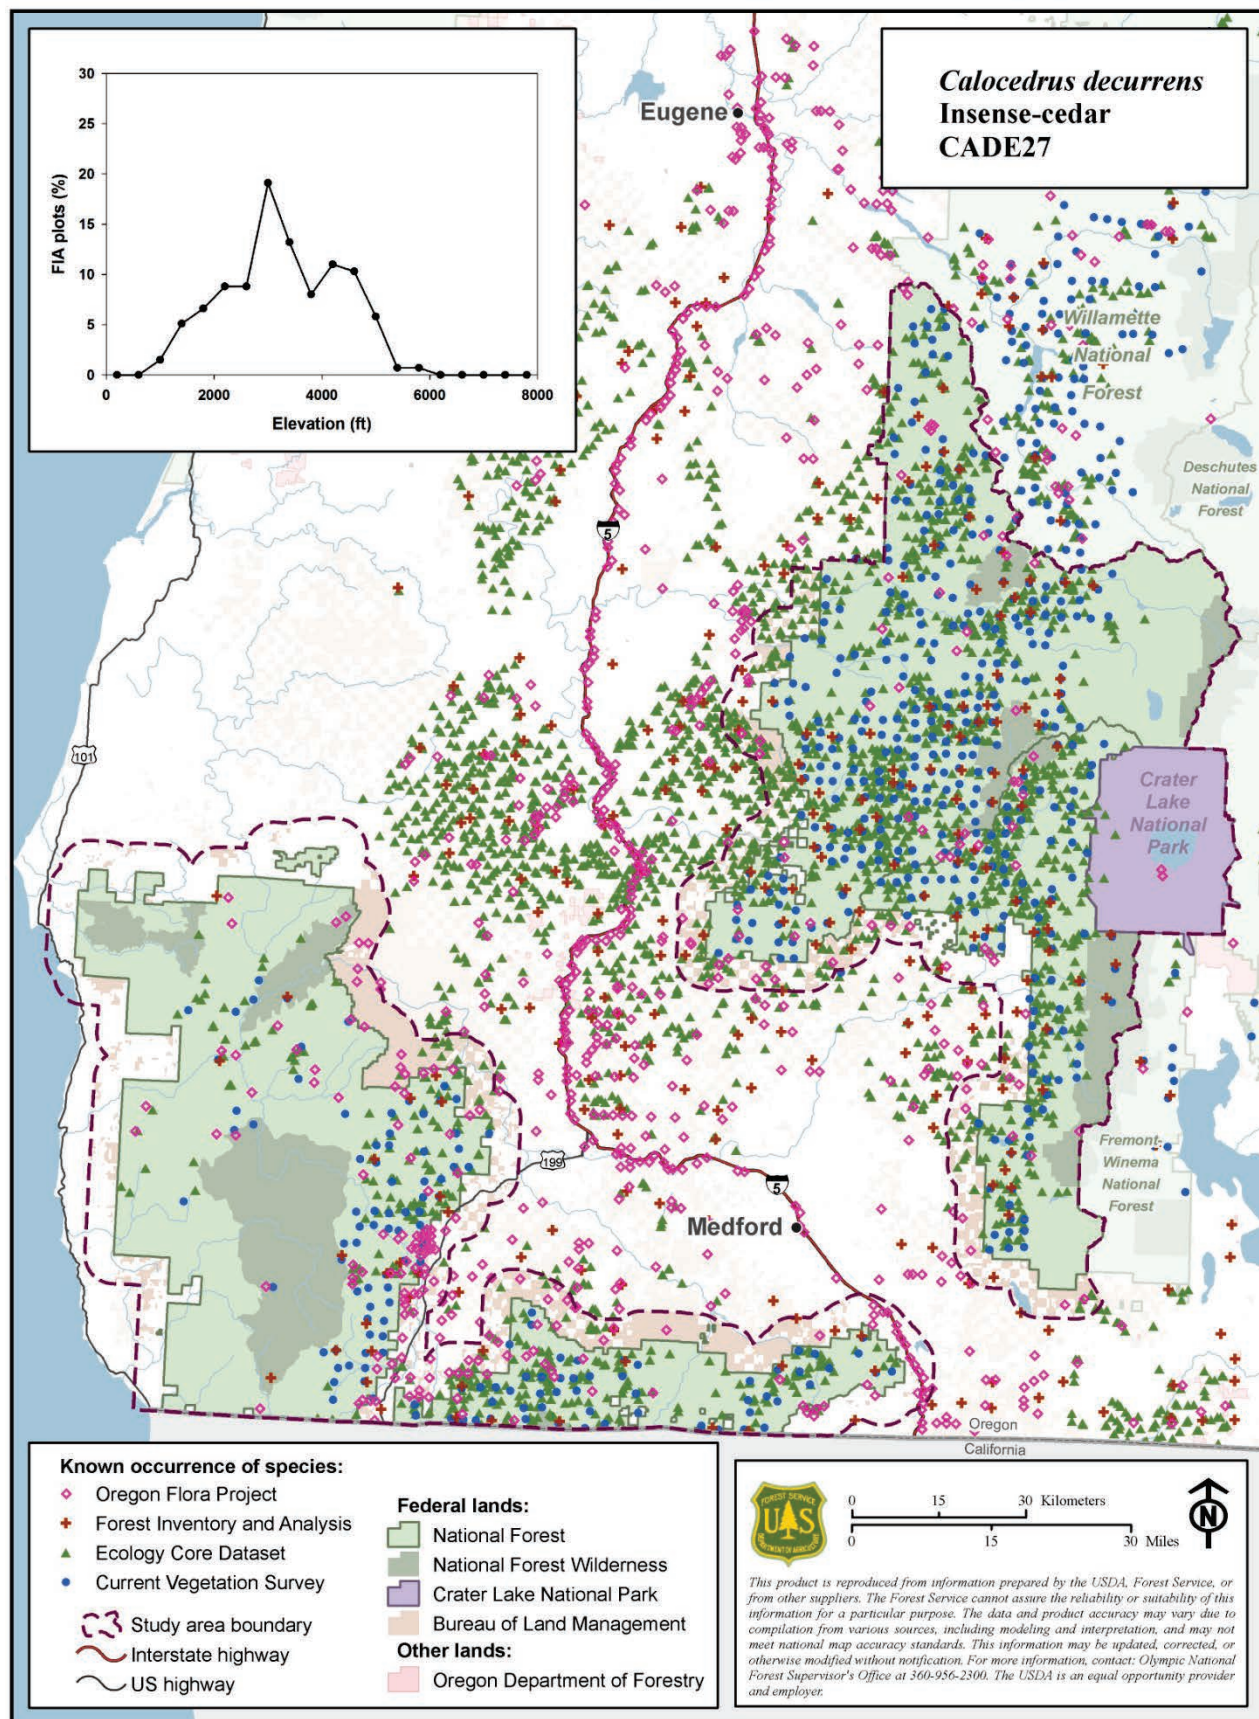 Calocedrus decurrens
Insense-cedar
CADE27
30
25
20
15
10
5
0
FIA plots (%)
0 2000 4000 6000 8000
Elevation (ft)
Eugene
Willamette
National
Forest
Deschutes
National
Forest
5
101
Crater
Lake
National
Park
199
Fremont-
Winema
National
Forest
5
Medford
Oregon
California
Known occurrence of species:
Oregon Flora Project
Forest Inventory and Analysis
Ecology Core Dataset
Current Vegetation Survey
Study area boundary
Interstate highway
US highway
Federal lands:
National Forest
National Forest Wilderness
Crater Lake National Park
Bureau of Land Management
Other lands:
Oregon Department of Forestry
FOREST SERVICE
US
DEPARTMENT OF AGRICULTURE
0 15 30 Kilometers
0 15 30 Miles
N
This product is reproduced from information prepared by the USDA, Forest Service, or
from other suppliers. The Forest Service cannot assure the reliability or suitability of this
information for a particular purpose. The data and product accuracy may vary due to
compilation from various sources, including modeling and interpretation, and may not
meet national map accuracy standards. This information may be updated, corrected, or
otherwise modified without notification. For more information, contact: Olympic National
Forest Supervisor's Office at 360-956-2300. The USDA is an equal opportunity provider
and employer.